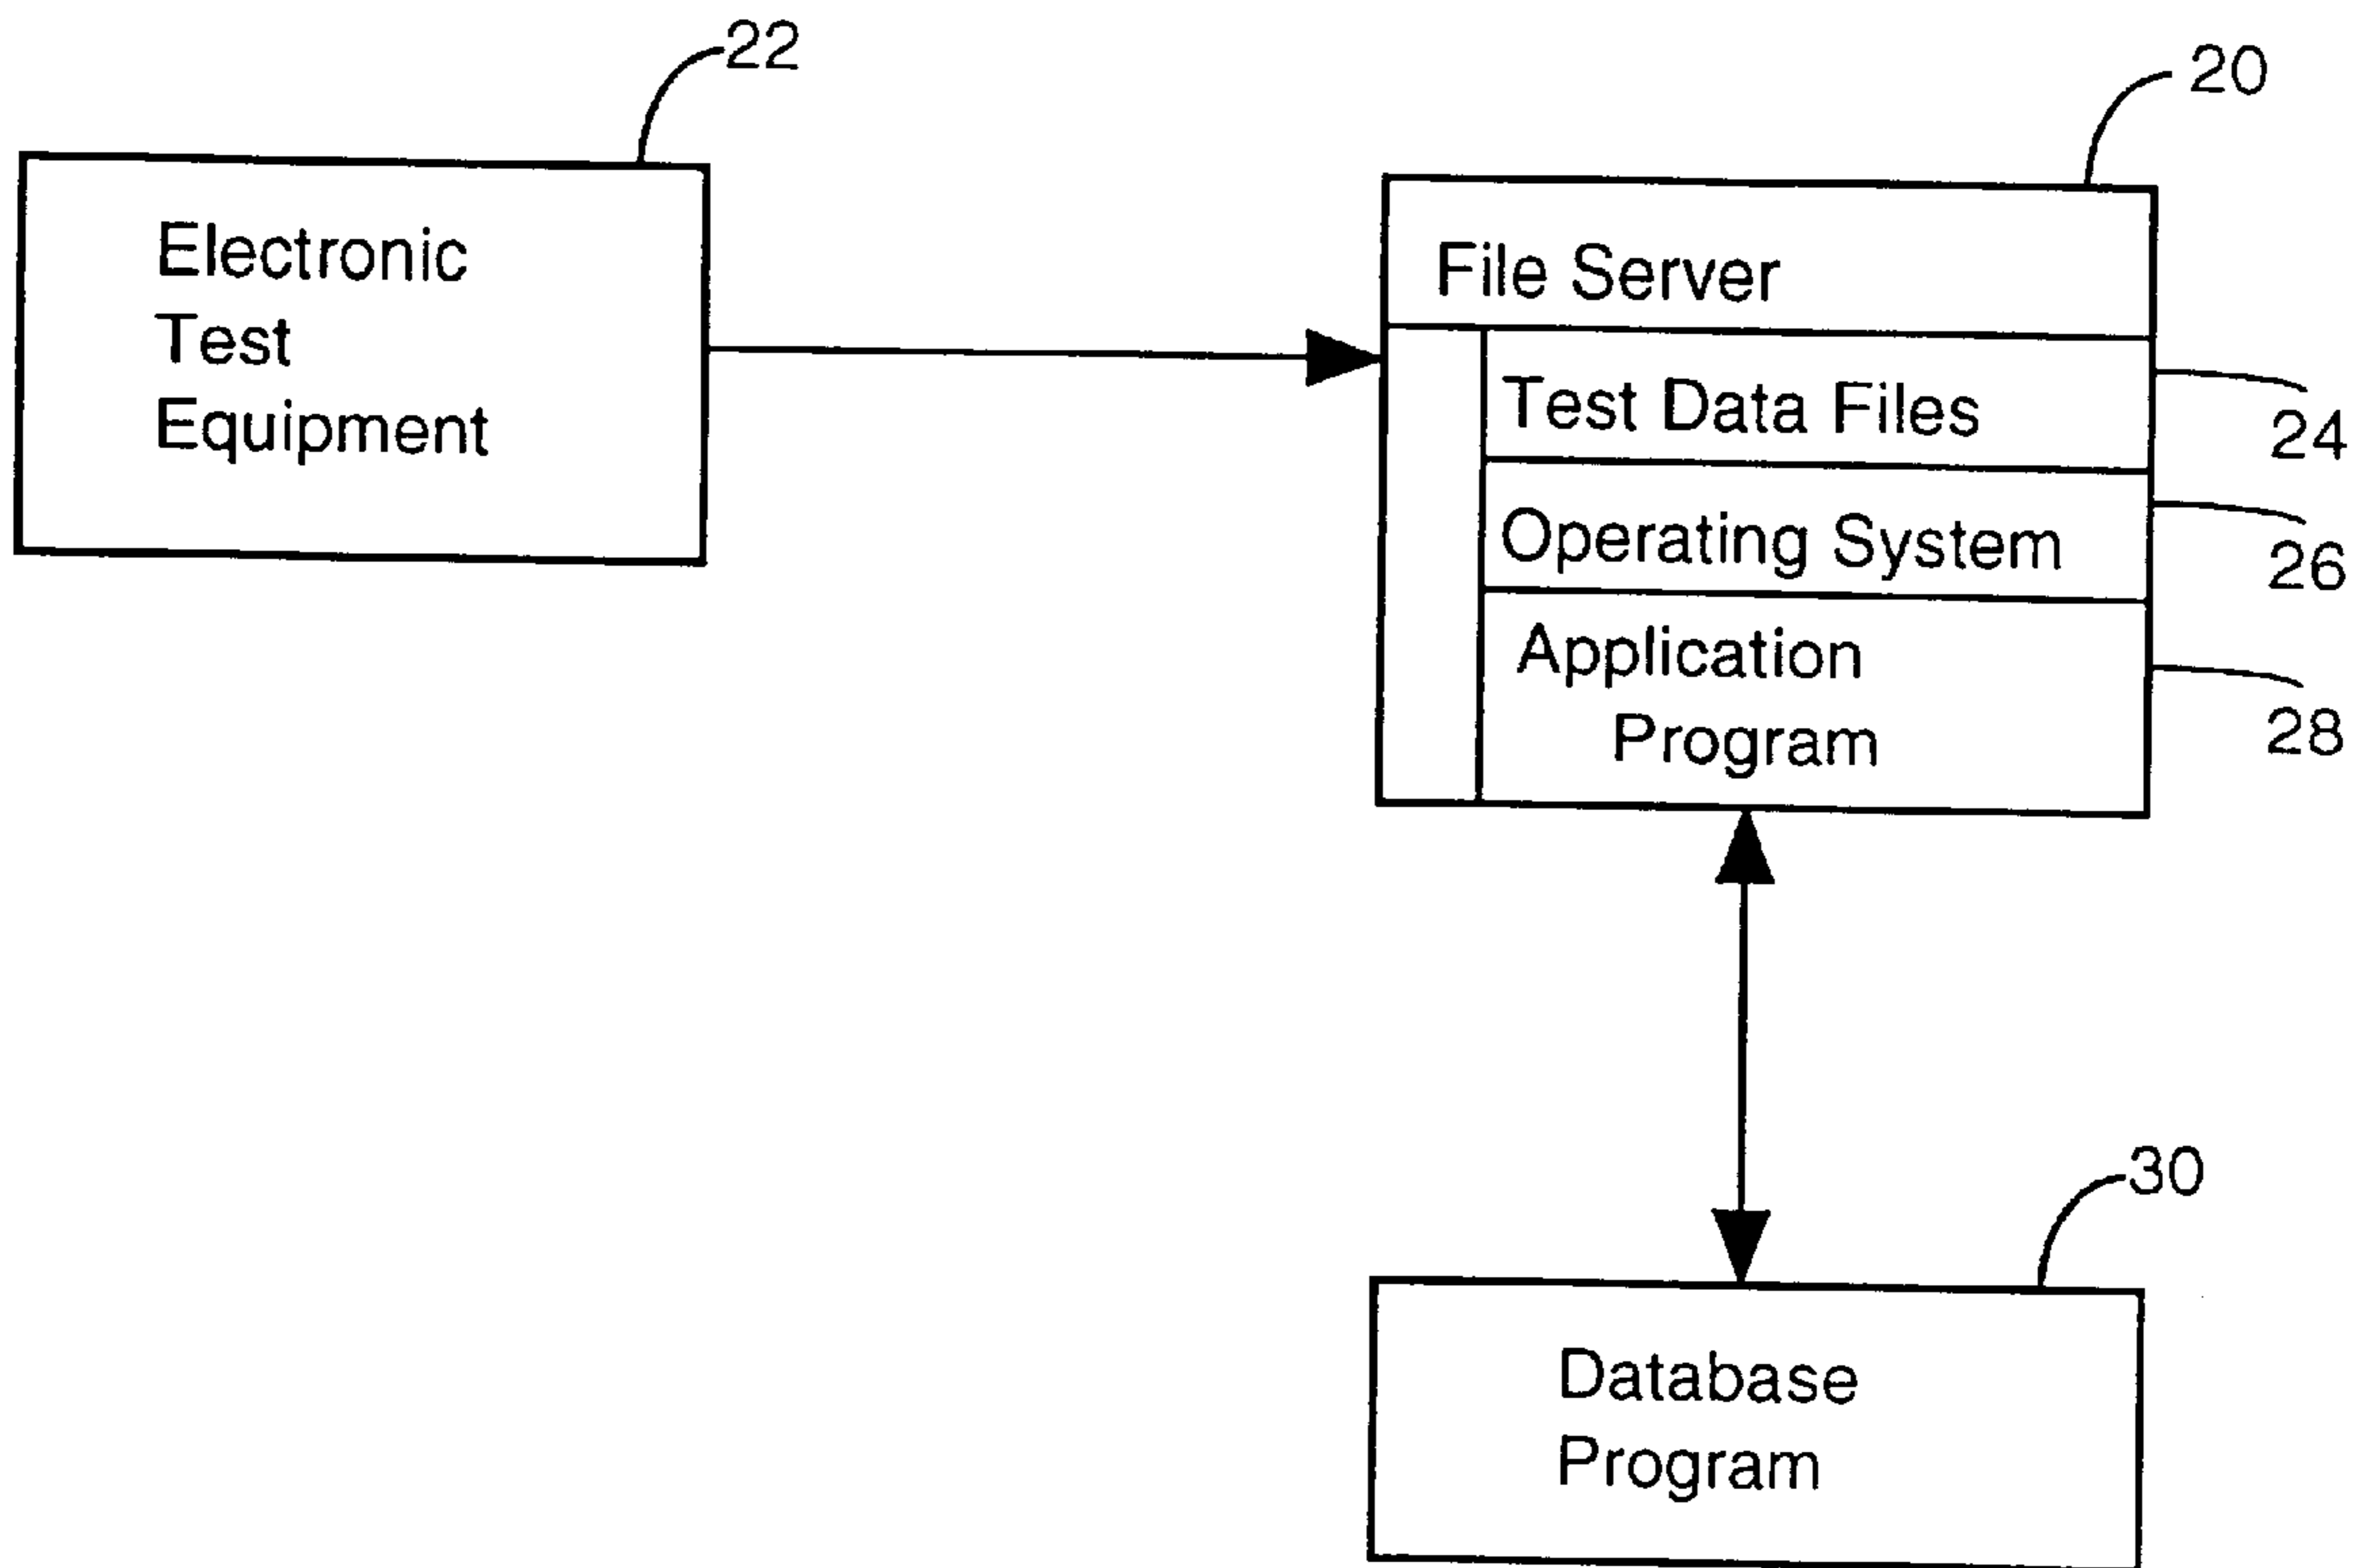 22
Electronic
Test
Equipment
20
File Server
Test Data Files
24
Operating System
26
Application
Program
28
30
Database
Program